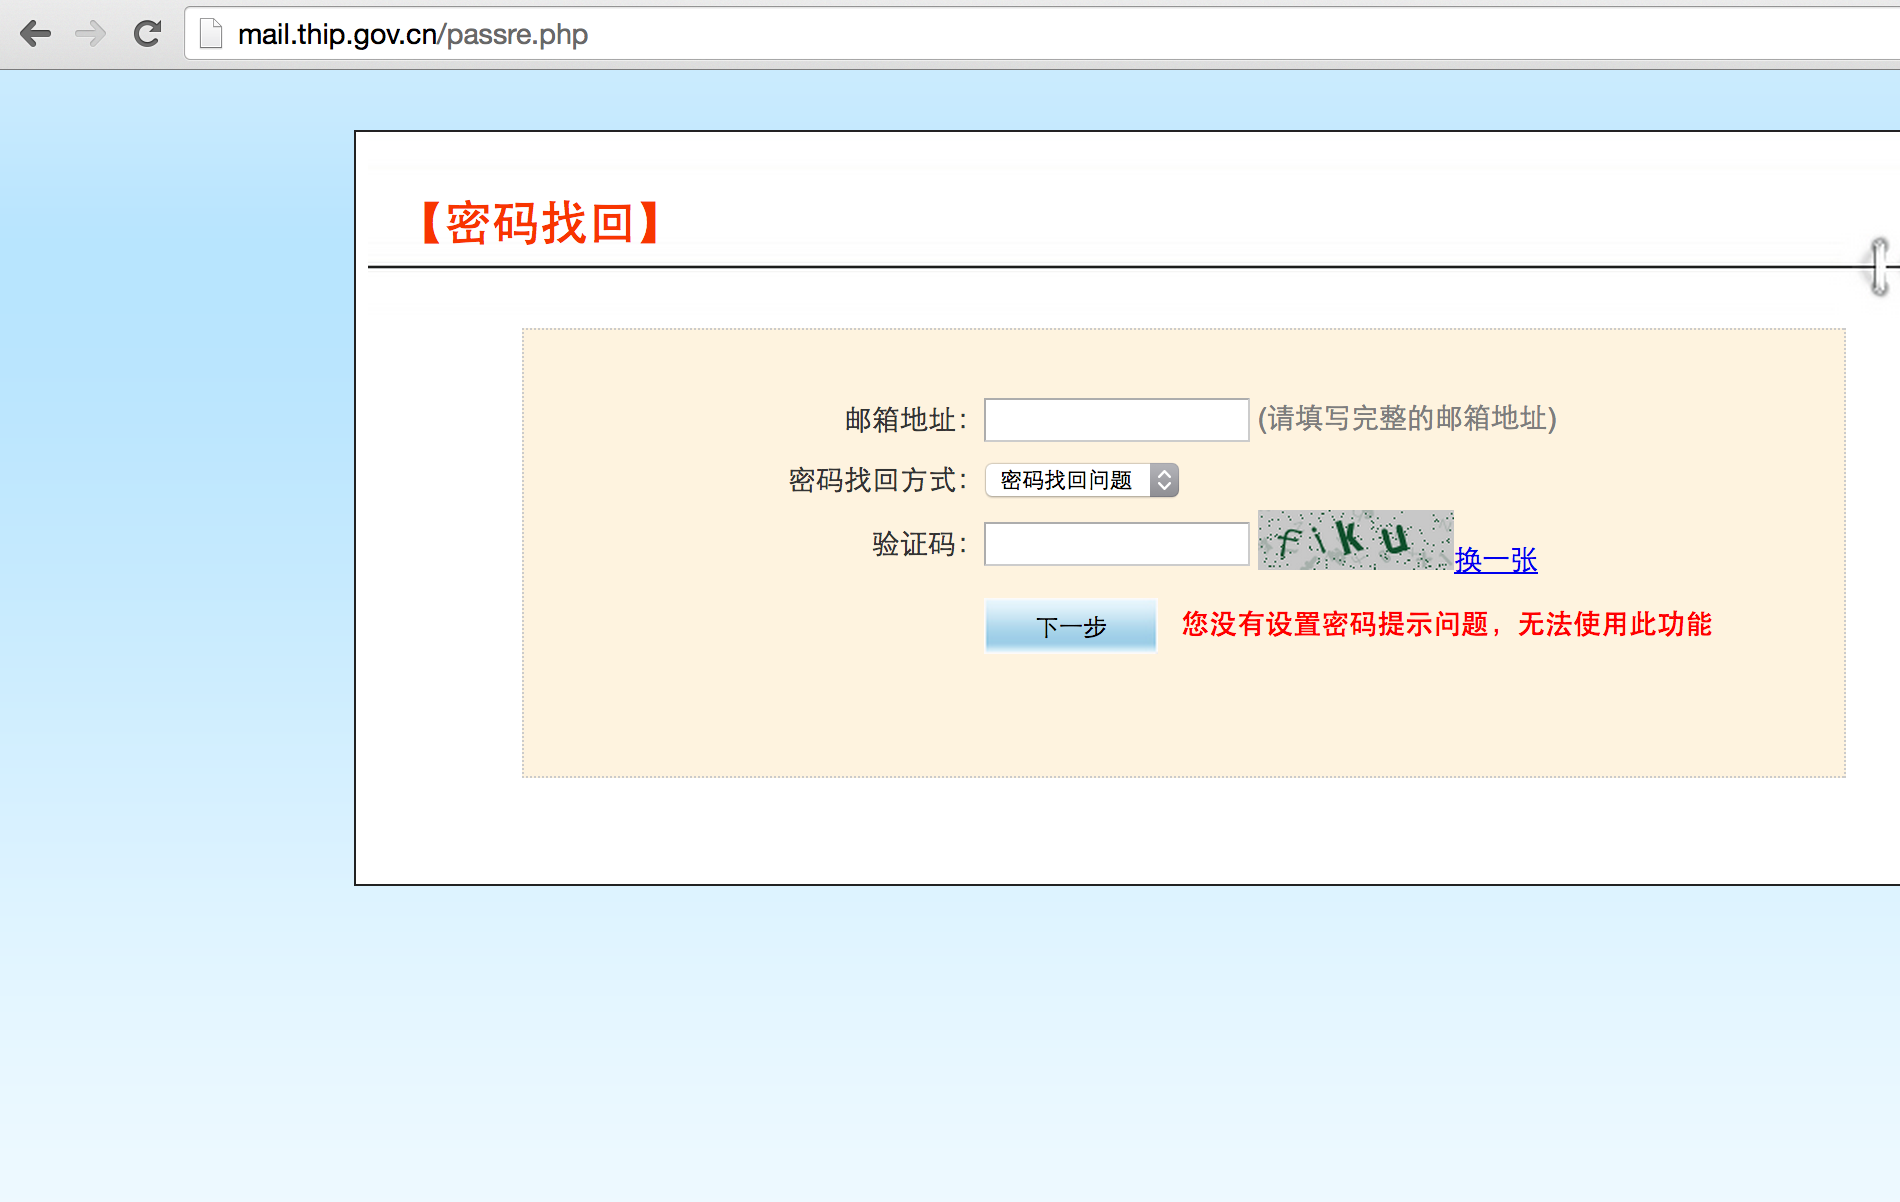 mail.thip.gov.cn/passre.php
【密码找回】
邮箱地址： (请填写完整的邮箱地址)
密码找回方式： 密码找回问题
验证码： fiku 换一张
下一步 您没有设置密码提示问题，无法使用此功能